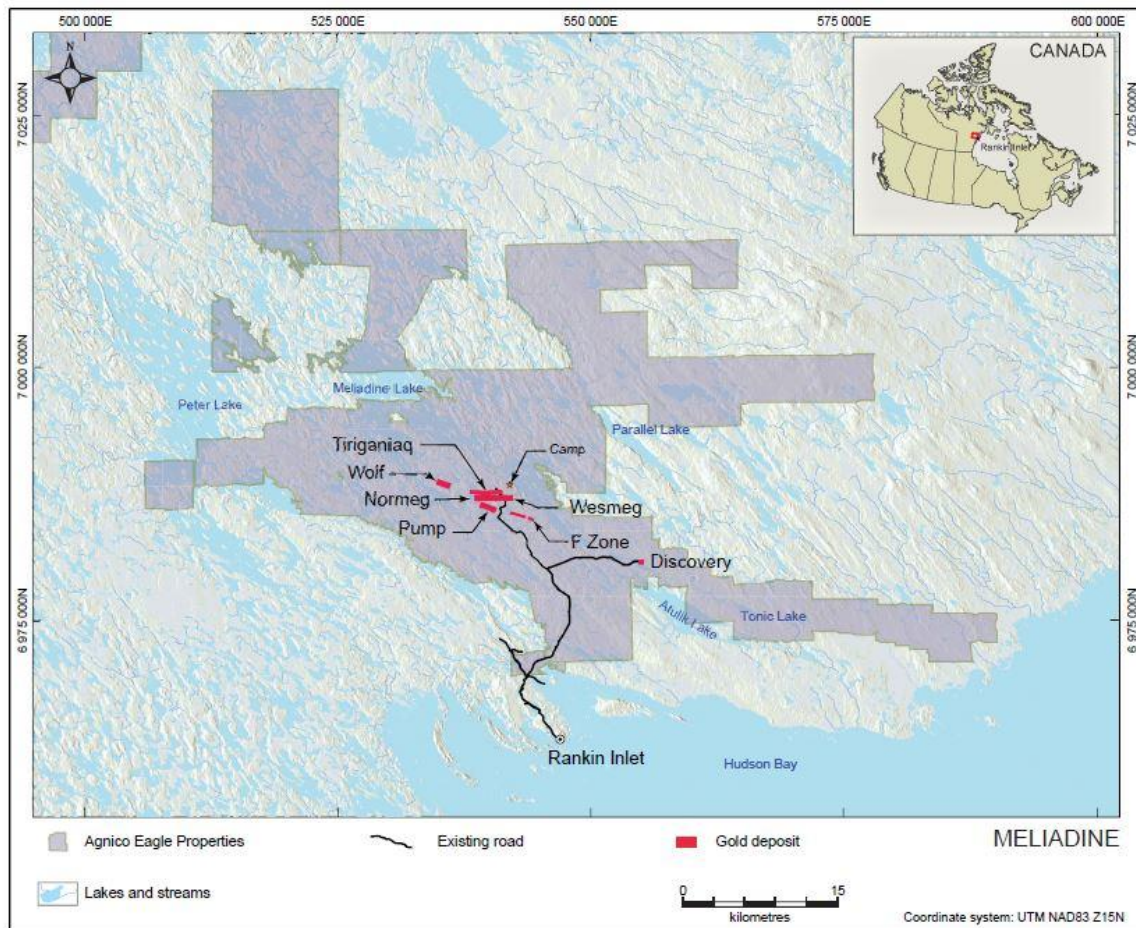 500 000E
525 000E
550 000E
575 000E
600 000E
N
CANADA
Rankin Inlet
7 025 000N
7 025 000N
7 000 000N
7 000 000N
6 975 000N
6 975 000N
Meliadine Lake
Peter Lake
Parallel Lake
Tiriganiaq
Camp
Wolf
Normeg
Wesmeg
Pump
F Zone
Discovery
Atulik Lake
Tonic Lake
Rankin Inlet
Hudson Bay
Agnico Eagle Properties
Existing road
Gold deposit
MELIADINE
Lakes and streams
0
15
kilometres
Coordinate system: UTM NAD83 Z15N